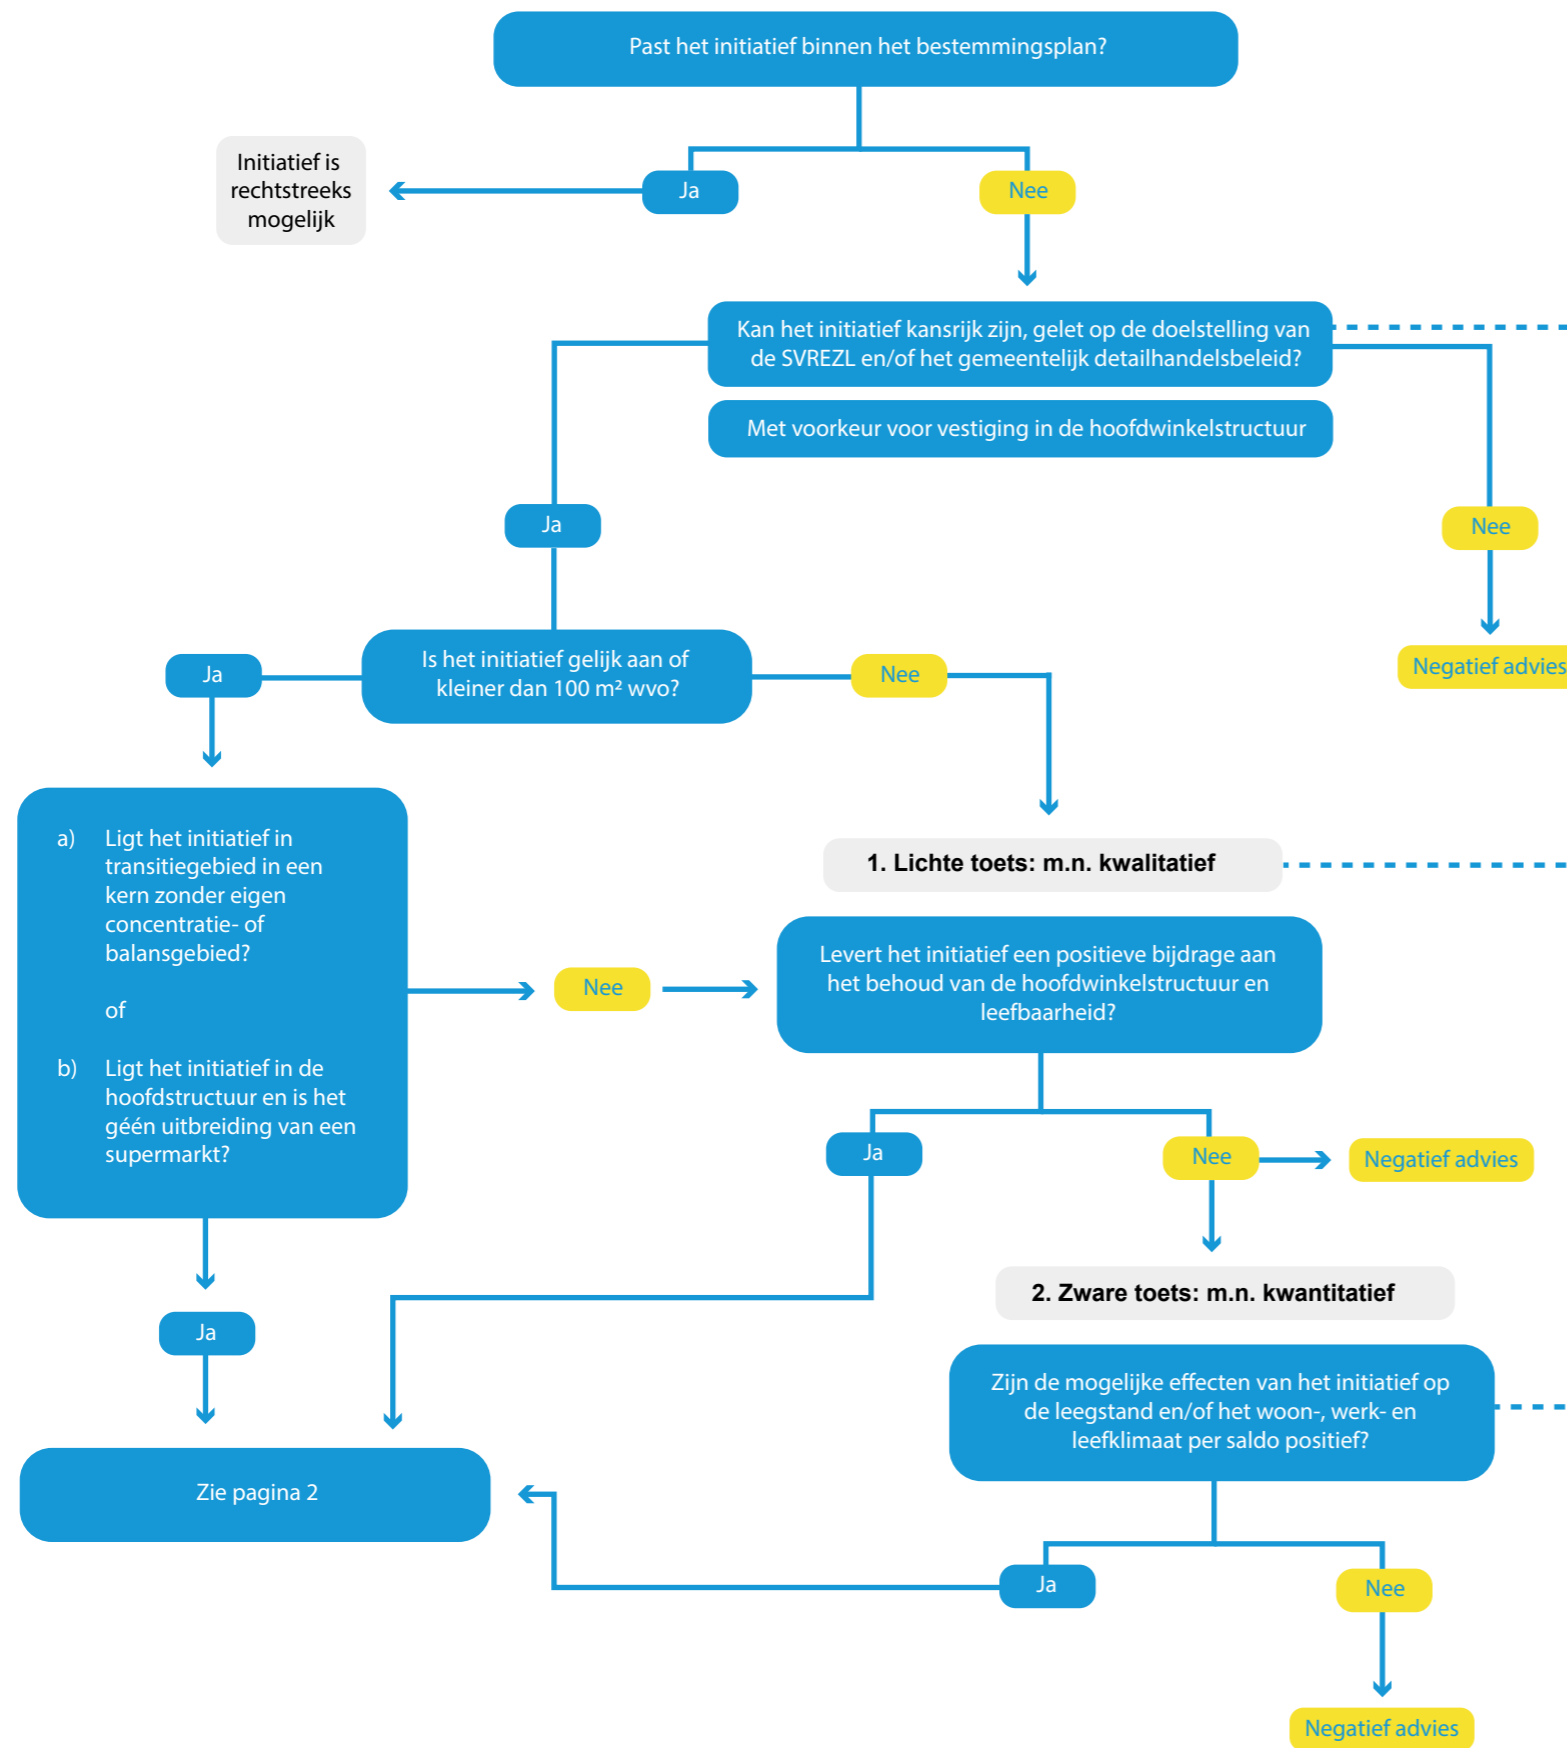 Past het initiatief binnen het bestemmingsplan?
Initiatief is
rechtstreeks
mogelijk
Ja
Nee
Kan het initiatief kansrijk zijn, gelet op de doelstelling van
de SVREZL en/of het gemeentelijk detailhandelsbeleid?
Met voorkeur voor vestiging in de hoofdwinkelstructuur
Ja
Nee
Negatief advies
Ja
Is het initiatief gelijk aan of
kleiner dan 100 m² wvo?
Nee
a) Ligt het initiatief in
transitiegebied in een
kern zonder eigen
concentratie- of
balansgebied?
of
b) Ligt het initiatief in de
hoofdstructuur en is het
géén uitbreiding van een
supermarkt?
Nee
1. Lichte toets: m.n. kwalitatief
Levert het initiatief een positieve bijdrage aan
het behoud van de hoofdwinkelstructuur en
leefbaarheid?
Ja
Nee
Negatief advies
2. Zware toets: m.n. kwantitatief
Ja
Zijn de mogelijke effecten van het initiatief op
de leegstand en/of het woon-, werk- en
leefklimaat per saldo positief?
Zie pagina 2
Ja
Nee
Negatief advies